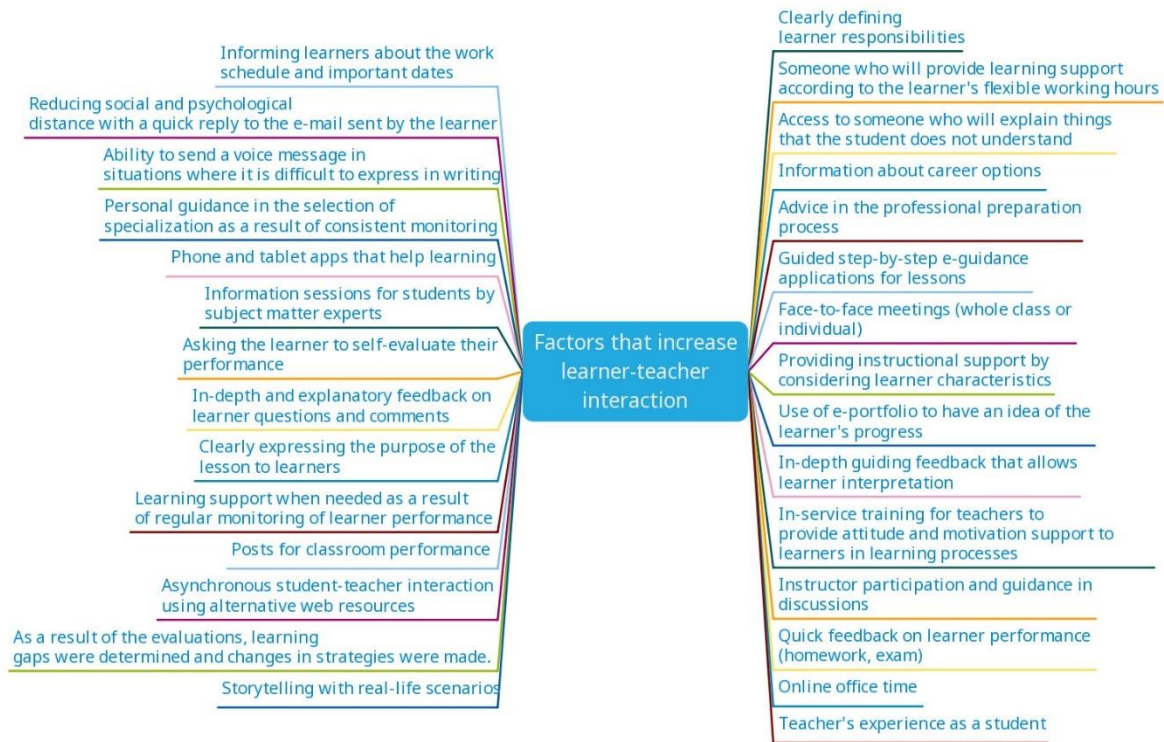 Informing learners about the work
schedule and important dates
Reducing social and psychological
distance with a quick reply to the e-mail sent by the learner
Ability to send a voice message in
situations where it is difficult to express in writing
Personal guidance in the selection of
specialization as a result of consistent monitoring
Phone and tablet apps that help learning
Information sessions for students by
subject matter experts
Asking the learner to self-evaluate their
performance
In-depth and explanatory feedback on
learner questions and comments
Clearly expressing the purpose of the
lesson to learners
Learning support when needed as a result
of regular monitoring of learner performance
Posts for classroom performance
Asynchronous student-teacher interaction
using alternative web resources
As a result of the evaluations, learning
gaps were determined and changes in strategies were made.
Storytelling with real-life scenarios
Factors that increase
learner-teacher
interaction
Clearly defining
learner responsibilities
Someone who will provide learning support
according to the learner's flexible working hours
Access to someone who will explain things
that the student does not understand
Information about career options
Advice in the professional preparation
process
Guided step-by-step e-guidance
applications for lessons
Face-to-face meetings (whole class or
individual)
Providing instructional support by
considering learner characteristics
Use of e-portfolio to have an idea of the
learner's progress
In-depth guiding feedback that allows
learner interpretation
In-service training for teachers to
provide attitude and motivation support to
learners in learning processes
Instructor participation and guidance in
discussions
Quick feedback on learner performance
(homework, exam)
Online office time
Teacher's experience as a student